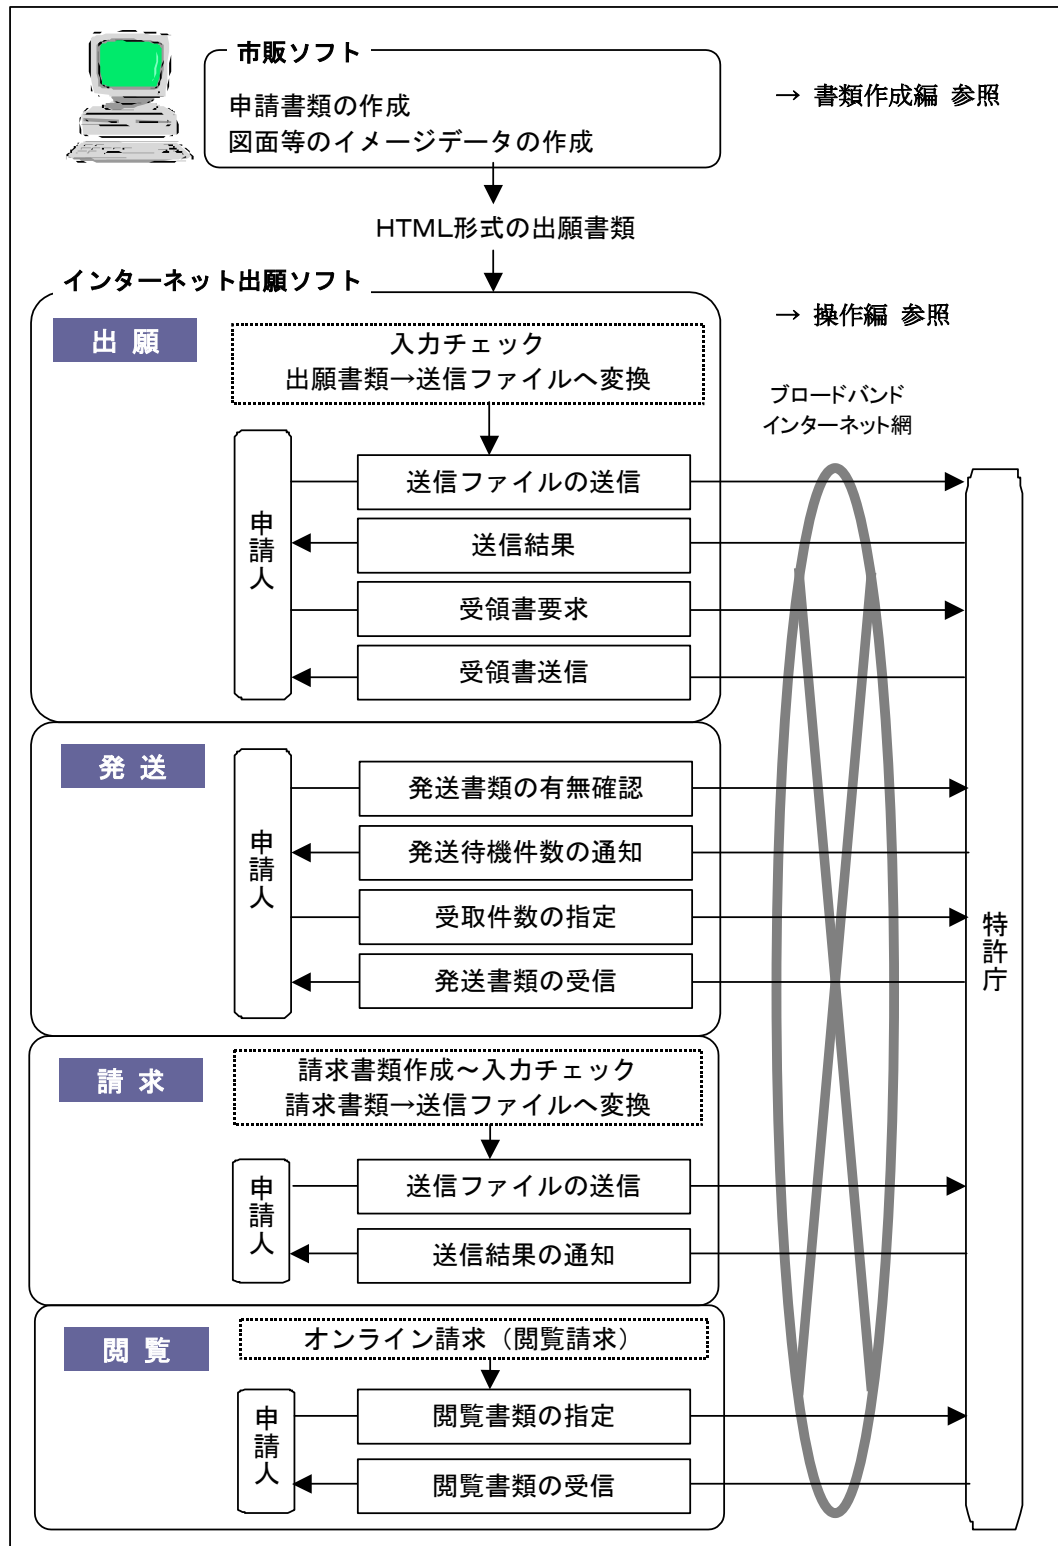 市販ソフト
申請書類の作成
図面等のイメージデータの作成
→ 書類作成編 参照
HTML形式の出願書類
インターネット出願ソフト
→ 操作編 参照
出 願
入力チェック
出願書類→送信ファイルへ変換
ブロードバンド
インターネット網
申請人
送信ファイルの送信
送信結果
受領書要求
受領書送信
発 送
申請人
発送書類の有無確認
発送待機件数の通知
受取件数の指定
発送書類の受信
特許庁
請 求
請求書類作成～入力チェック
請求書類→送信ファイルへ変換
申請人
送信ファイルの送信
送信結果の通知
閲 覧
オンライン請求（閲覧請求）
申請人
閲覧書類の指定
閲覧書類の受信